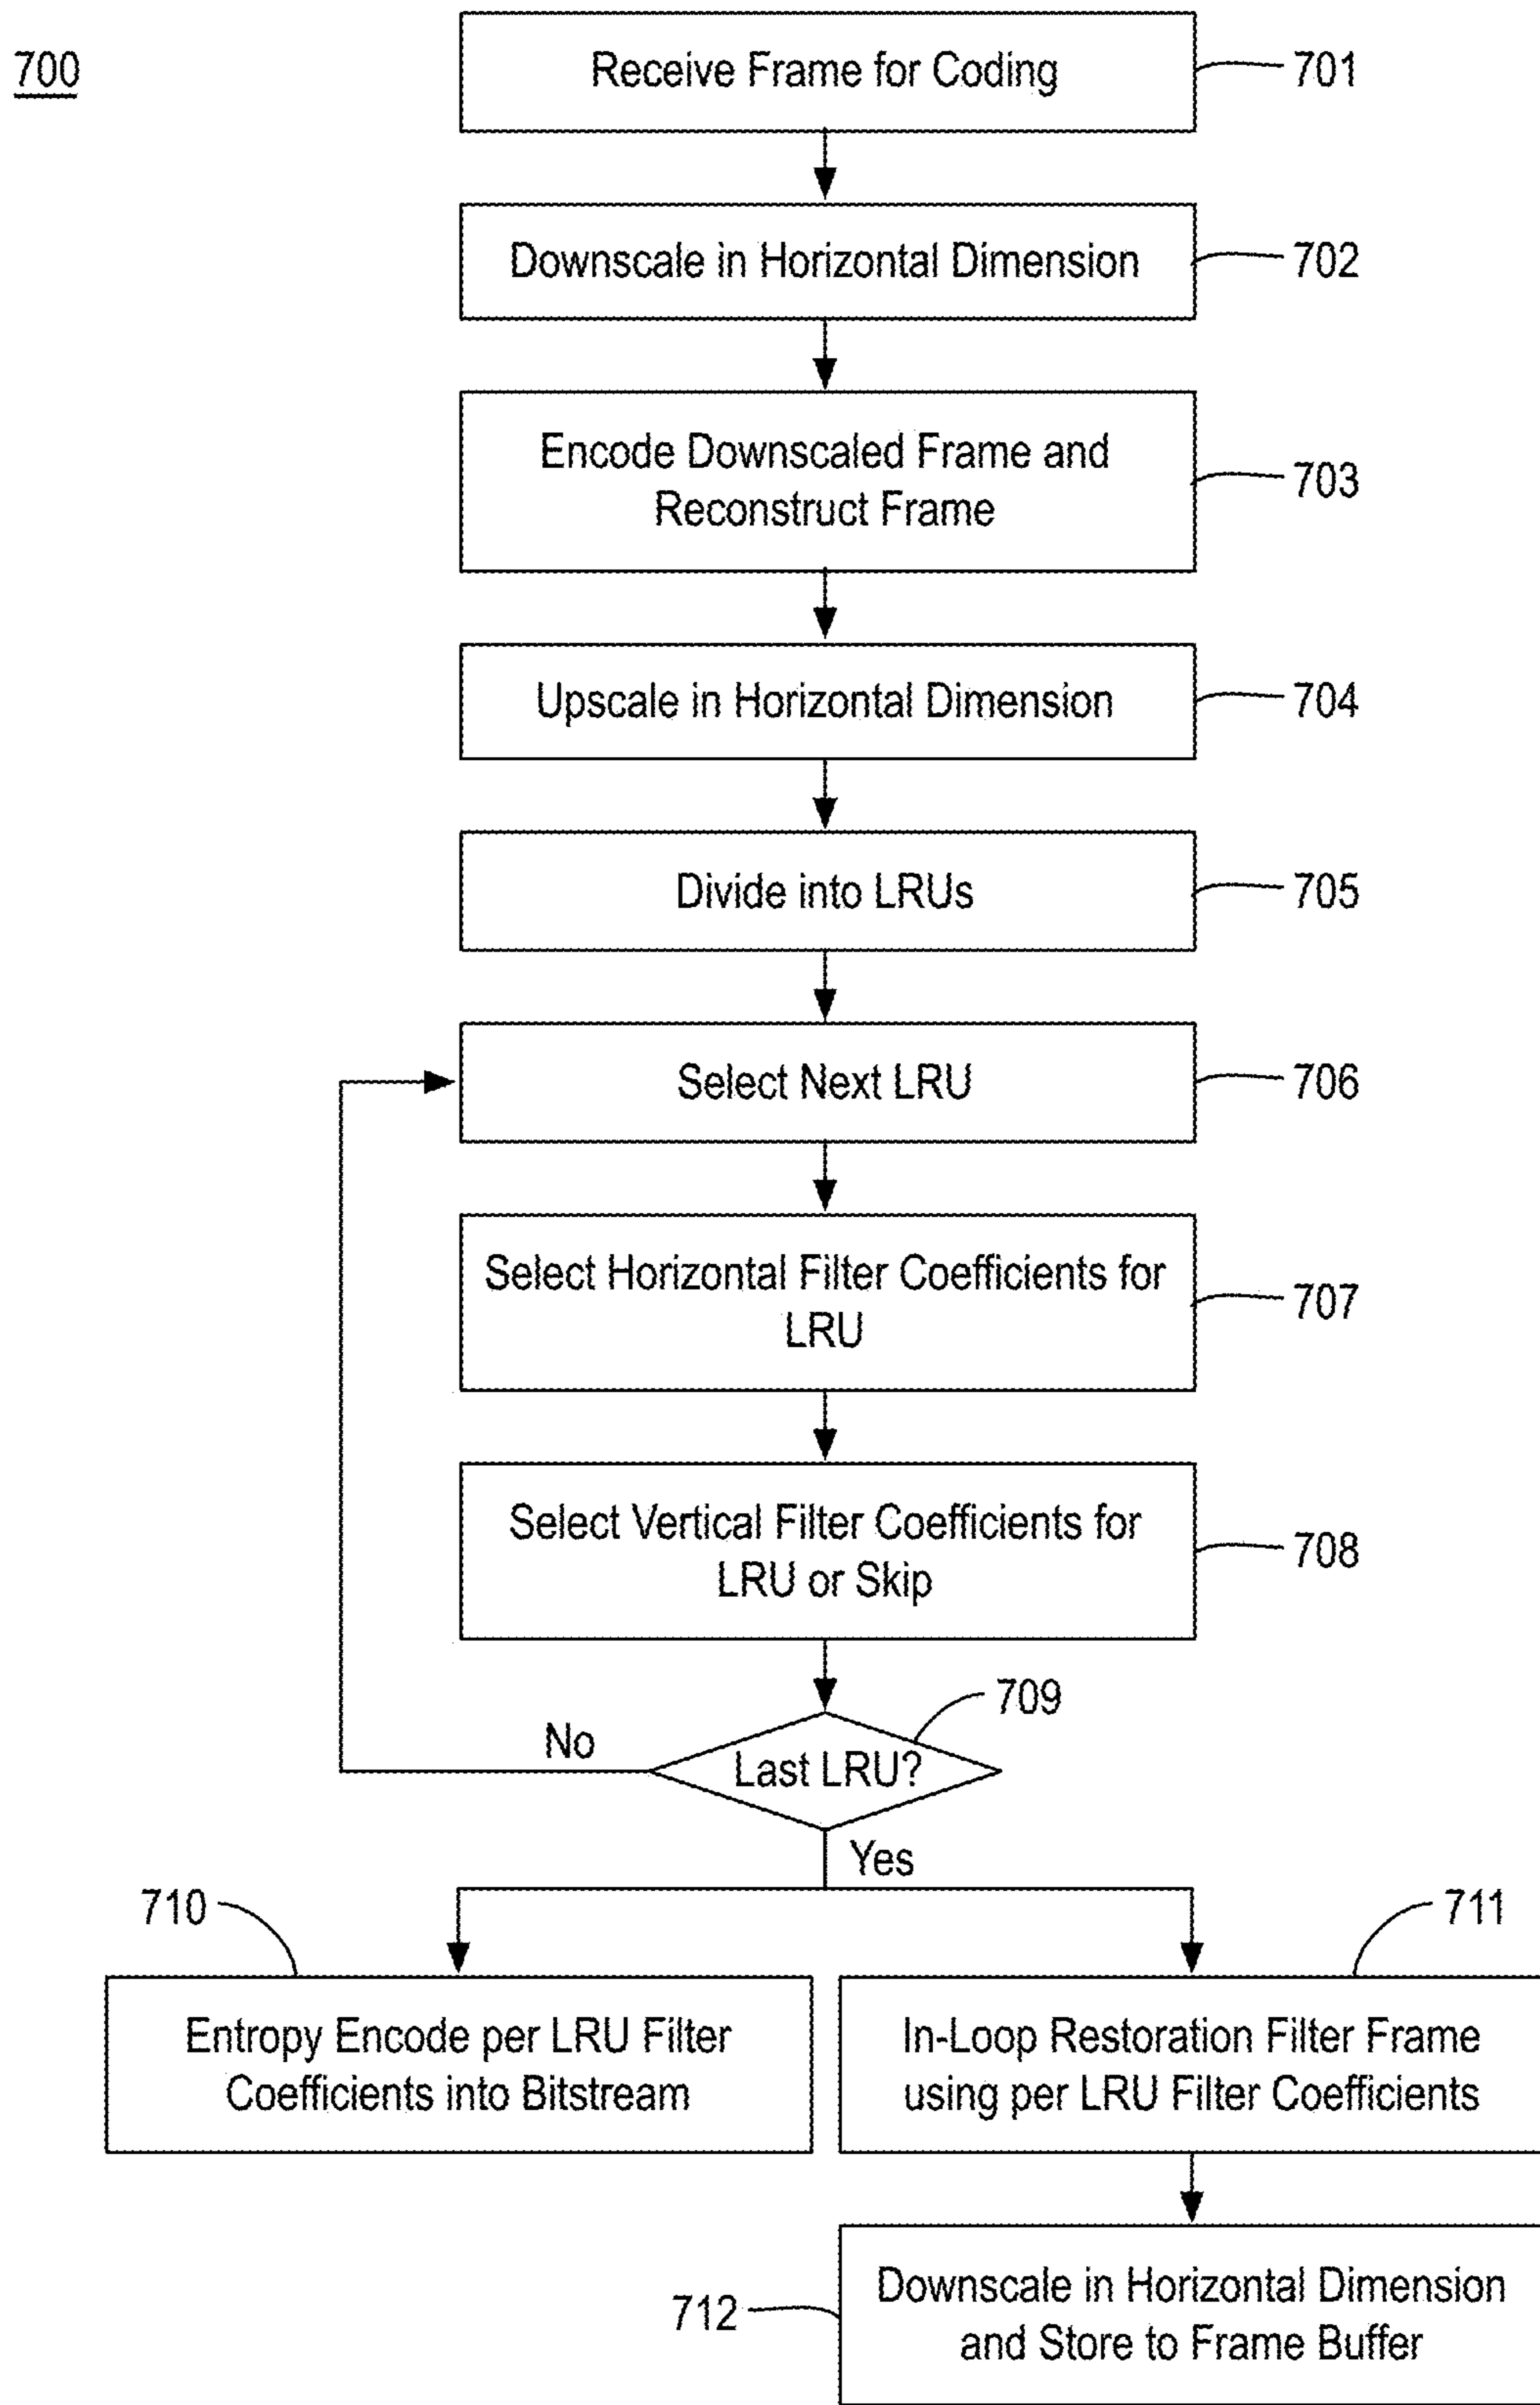 700
Receive Frame for Coding
701
Downscale in Horizontal Dimension
702
Encode Downscaled Frame and
Reconstruct Frame
703
Upscale in Horizontal Dimension
704
Divide into LRUs
705
Select Next LRU
706
Select Horizontal Filter Coefficients for
LRU
707
Select Vertical Filter Coefficients for
LRU or Skip
708
709
No
Last LRU?
Yes
710
711
Entropy Encode per LRU Filter
Coefficients into Bitstream
In-Loop Restoration Filter Frame
using per LRU Filter Coefficients
712
Downscale in Horizontal Dimension
and Store to Frame Buffer